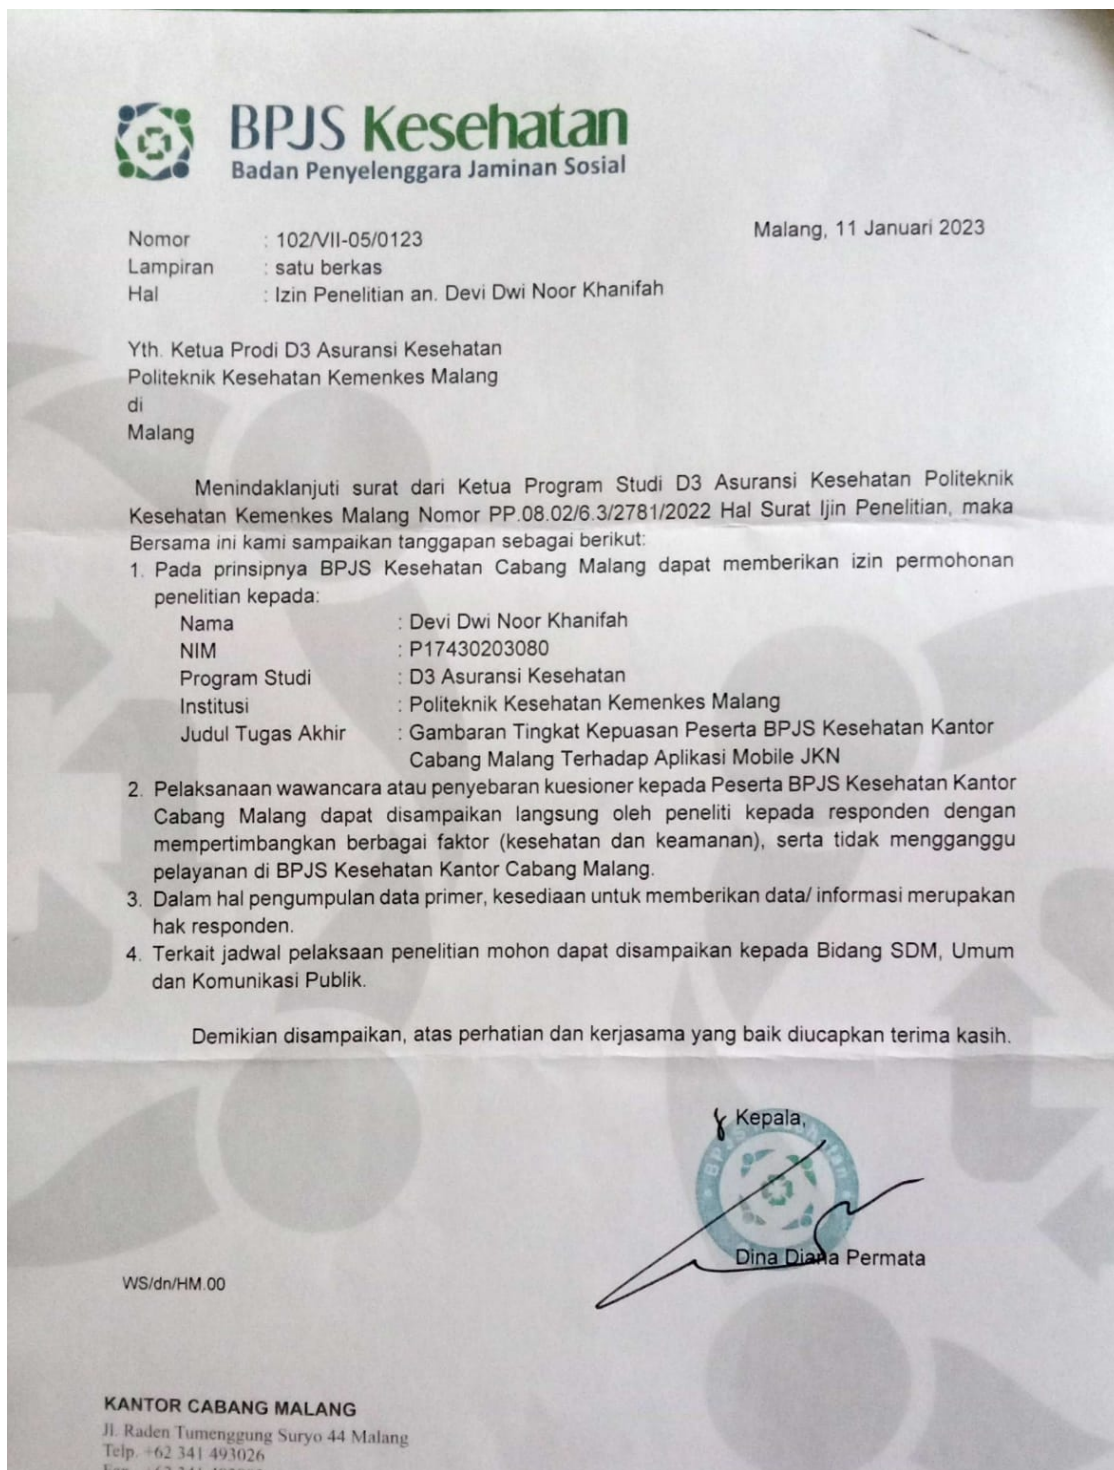 BPJS Kesehatan
Badan Penyelenggara Jaminan Sosial
Malang, 11 Januari 2023
Nomor : 102/VII-05/0123
Lampiran : satu berkas
Hal : Izin Penelitian an. Devi Dwi Noor Khanifah
Yth. Ketua Prodi D3 Asuransi Kesehatan
Politeknik Kesehatan Kemenkes Malang
di
Malang
Menindaklanjuti surat dari Ketua Program Studi D3 Asuransi Kesehatan Politeknik
Kesehatan Kemenkes Malang Nomor PP.08.02/6.3/2781/2022 Hal Surat Ijin Penelitian, maka
Bersama ini kami sampaikan tanggapan sebagai berikut:
1. Pada prinsipnya BPJS Kesehatan Cabang Malang dapat memberikan izin permohonan
penelitian kepada:
Nama : Devi Dwi Noor Khanifah
NIM : P17430203080
Program Studi : D3 Asuransi Kesehatan
Institusi : Politeknik Kesehatan Kemenkes Malang
Judul Tugas Akhir : Gambaran Tingkat Kepuasan Peserta BPJS Kesehatan Kantor
Cabang Malang Terhadap Aplikasi Mobile JKN
2. Pelaksanaan wawancara atau penyebaran kuesioner kepada Peserta BPJS Kesehatan Kantor
Cabang Malang dapat disampaikan langsung oleh peneliti kepada responden dengan
mempertimbangkan berbagai faktor (kesehatan dan keamanan), serta tidak mengganggu
pelayanan di BPJS Kesehatan Kantor Cabang Malang.
3. Dalam hal pengumpulan data primer, kesediaan untuk memberikan data/ informasi merupakan
hak responden.
4. Terkait jadwal pelaksaan penelitian mohon dapat disampaikan kepada Bidang SDM, Umum
dan Komunikasi Publik.
Demikian disampaikan, atas perhatian dan kerjasama yang baik diucapkan terima kasih.
Kepala,
BPJS Kesehatan
Dina Diana Permata
WS/dn/HM.00
KANTOR CABANG MALANG
Jl. Raden Tumenggung Suryo 44 Malang
Telp. +62 341 493026